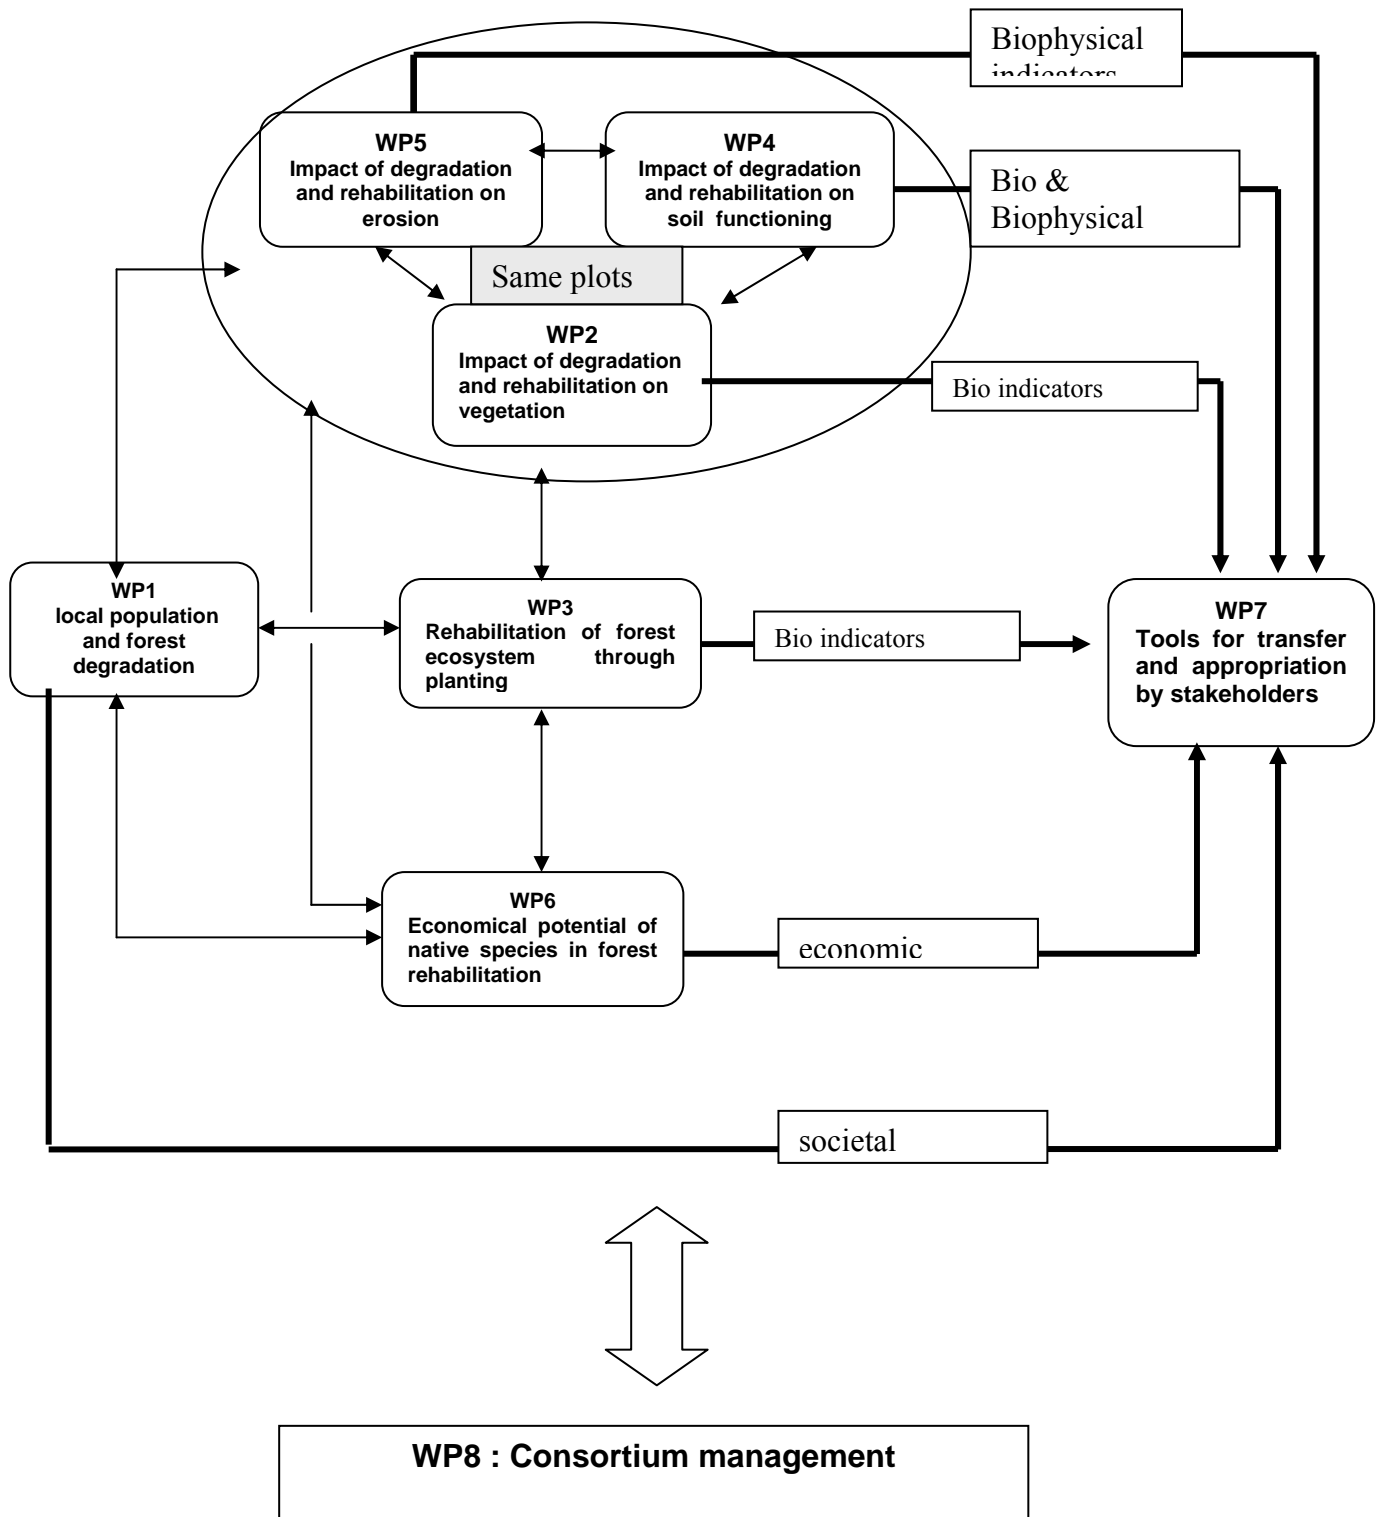 Biophysical
indicators
WP5
Impact of degradation
and rehabilitation on
erosion
WP4
Impact of degradation
and rehabilitation on
soil functioning
Bio &
Biophysical
Same plots
WP2
Impact of degradation
and rehabilitation on
vegetation
Bio indicators
WP1
local population
and forest
degradation
WP3
Rehabilitation of forest
ecosystem through
planting
Bio indicators
WP7
Tools for transfer
and appropriation
by stakeholders
WP6
Economical potential of
native species in forest
rehabilitation
economic
societal
WP8 : Consortium management